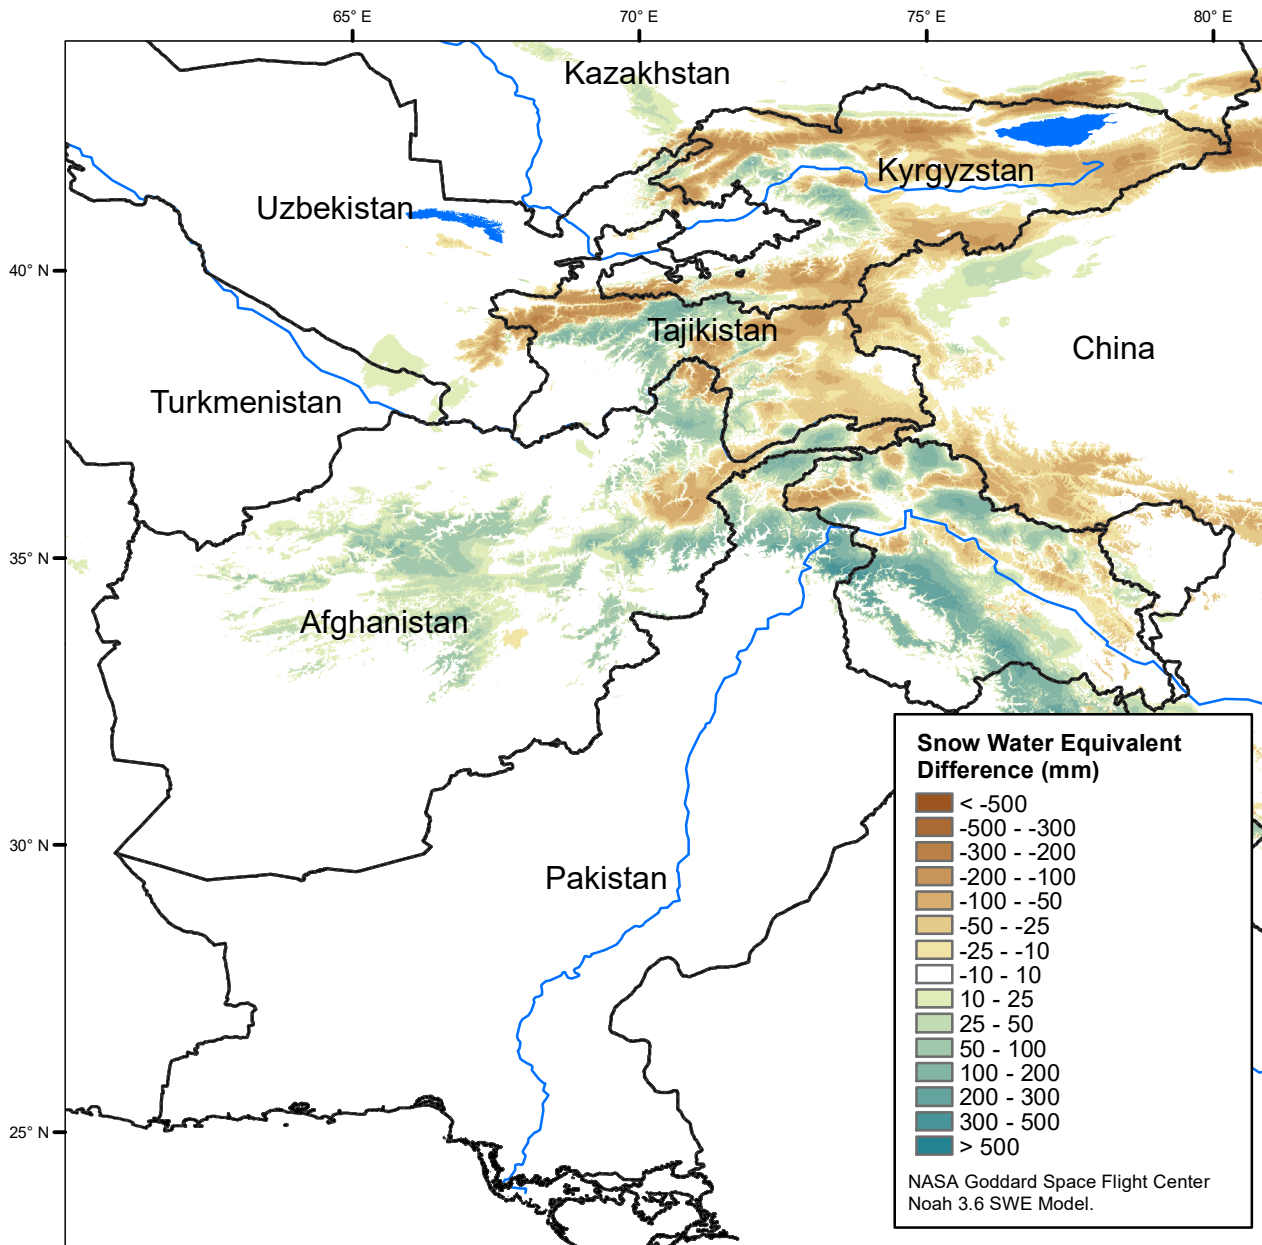 65° E
70° E
75° E
80° E
Kazakhstan
Kyrgyzstan
Uzbekistan
40° N
Tajikistan
China
Turkmenistan
35° N
Afghanistan
30° N
Pakistan
25° N
Snow Water Equivalent
Difference (mm)
< -500
-500 - -300
-300 - -200
-200 - -100
-100 - -50
-50 - -25
-25 - -10
-10 - 10
10 - 25
25 - 50
50 - 100
100 - 200
200 - 300
300 - 500
> 500
NASA Goddard Space Flight Center
Noah 3.6 SWE Model.